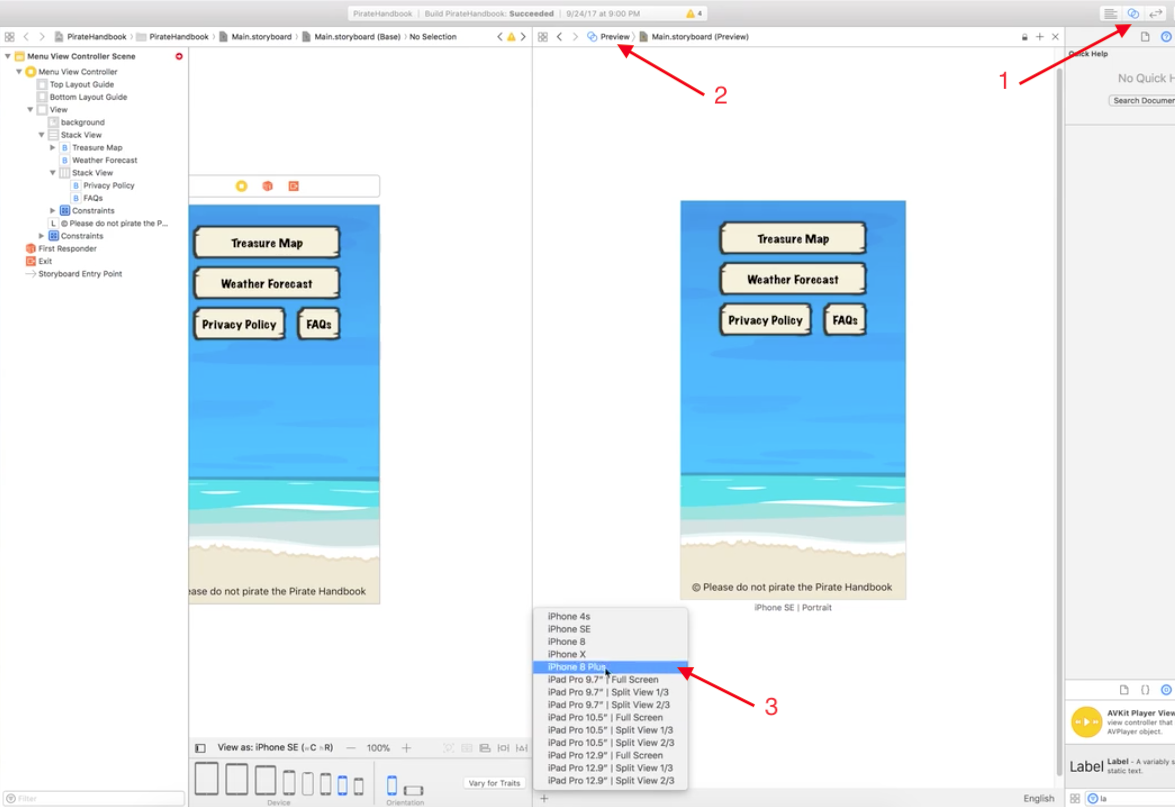 PirateHandbook | Build PirateHandbook: Succeeded | 9/24/17 at 9:00 PM 4
PirateHandbook PirateHandbook Main.storyboard Main.storyboard (Base) No Selection
Preview Main.storyboard (Preview)
1
2
Quick Help
No Quick H
Search Documen
Menu View Controller Scene
Menu View Controller
Top Layout Guide
Bottom Layout Guide
View
background
Stack View
B Treasure Map
B Weather Forecast
Stack View
B Privacy Policy
B FAQs
Constraints
L © Please do not pirate the P...
Constraints
First Responder
Exit
Storyboard Entry Point
Treasure Map
Weather Forecast
Privacy Policy FAQs
ease do not pirate the Pirate Handbook
Treasure Map
Weather Forecast
Privacy Policy FAQs
© Please do not pirate the Pirate Handbook
iPhone SE | Portrait
iPhone 4s
iPhone SE
iPhone 8
iPhone X
iPhone 8 Plus
iPad Pro 9.7" | Full Screen
iPad Pro 9.7" | Split View 1/3
iPad Pro 9.7" | Split View 2/3
iPad Pro 10.5" | Full Screen
iPad Pro 10.5" | Split View 1/3
iPad Pro 10.5" | Split View 2/3
iPad Pro 12.9" | Full Screen
iPad Pro 12.9" | Split View 1/3
iPad Pro 12.9" | Split View 2/3
3
View as: iPhone SE (wC hR) — 100% +
Device
Orientation
Vary for Traits
Filter
English
{}
AVKit Player View
view controller that
AVPlayer object.
Label
Label - A variably s
static text.
la